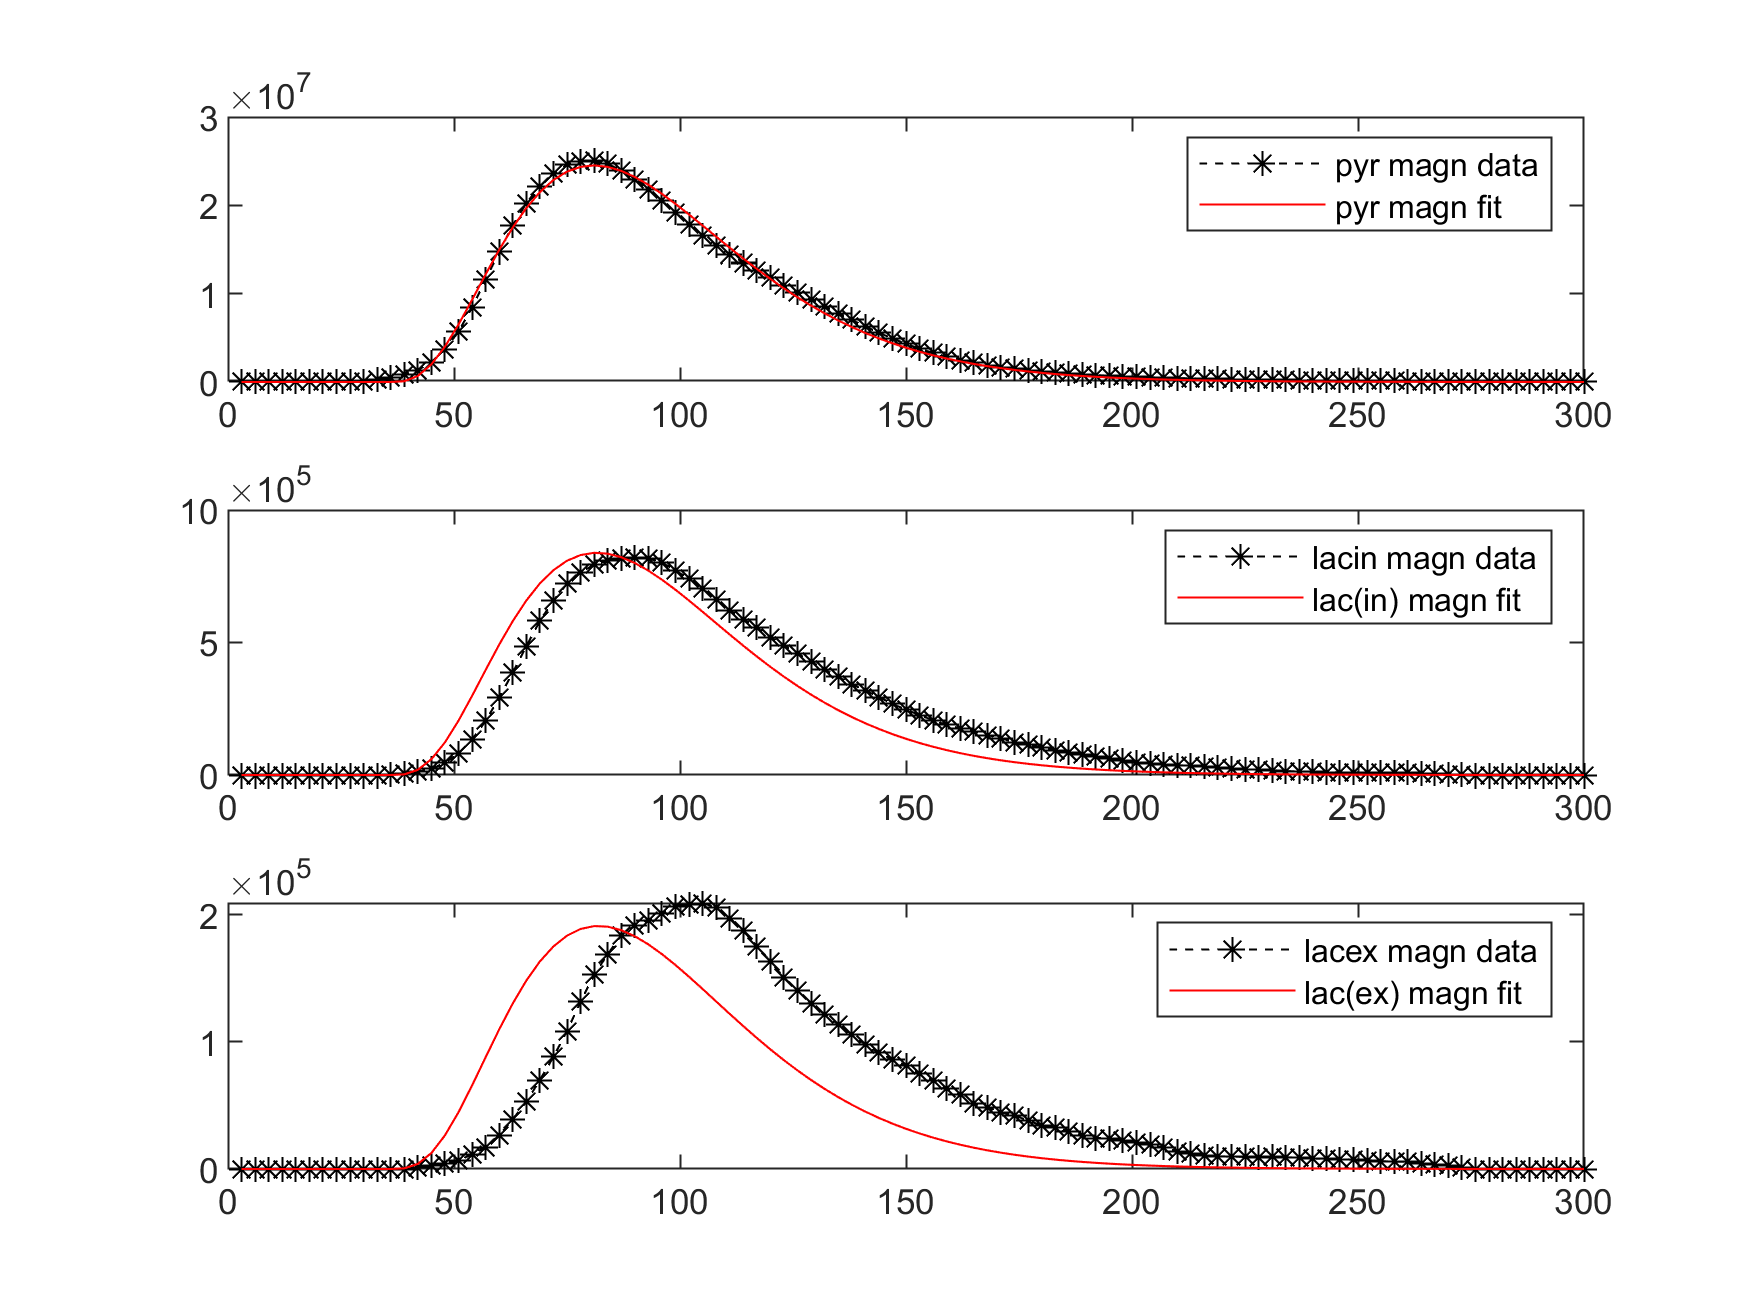 ×10^7
3
2
1
0
pyr magn data
pyr magn fit
0 50 100 150 200 250 300
×10^5
10
5
0
lacin magn data
lac(in) magn fit
0 50 100 150 200 250 300
×10^5
2
1
0
lacex magn data
lac(ex) magn fit
0 50 100 150 200 250 300